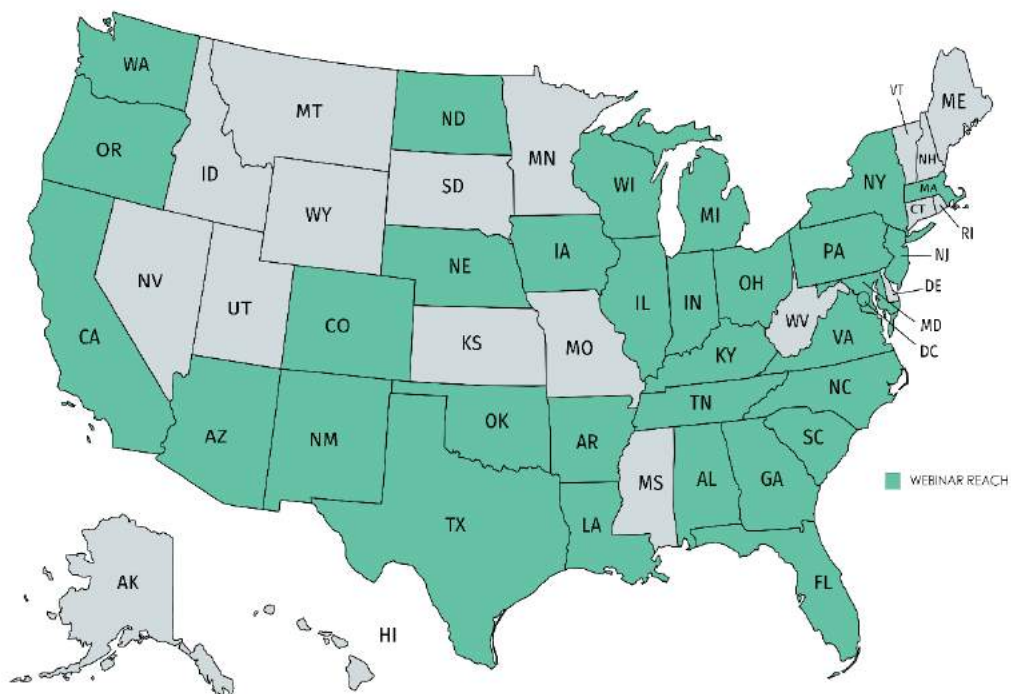 WA
MT
ND
MN
VT
ME
OR
ID
SD
WI
NY
NH
MA
WY
MI
CT
RI
IA
PA
NJ
NE
NV
OH
DE
UT
IL
IN
CO
WV
MD
CA
KS
MO
VA
DC
KY
NC
TN
OK
AZ
NM
AR
SC
MS
AL
GA
WEBINAR REACH
TX
LA
AK
FL
HI